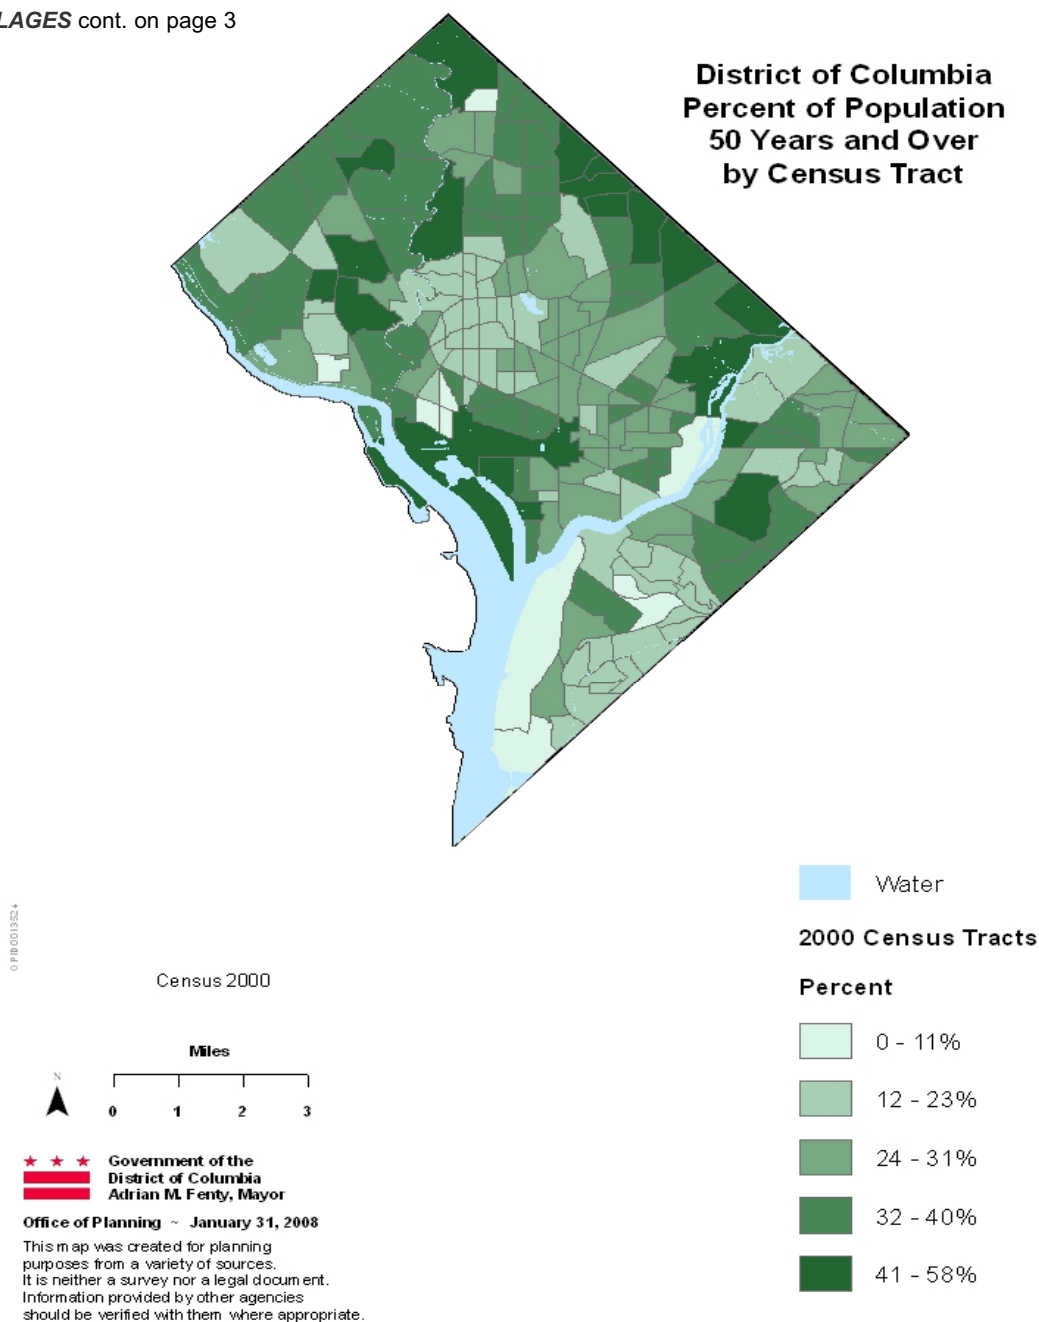 LAGES cont. on page 3
District of Columbia
Percent of Population
50 Years and Over
by Census Tract
Water
2000 Census Tracts
Percent
0 - 11%
12 - 23%
24 - 31%
32 - 40%
41 - 58%
Census 2000
Miles
N
0 1 2 3
Government of the
District of Columbia
Adrian M. Fenty, Mayor
Office of Planning ~ January 31, 2008
This map was created for planning
purposes from a variety of sources.
It is neither a survey nor a legal document.
Information provided by other agencies
should be verified with them where appropriate.